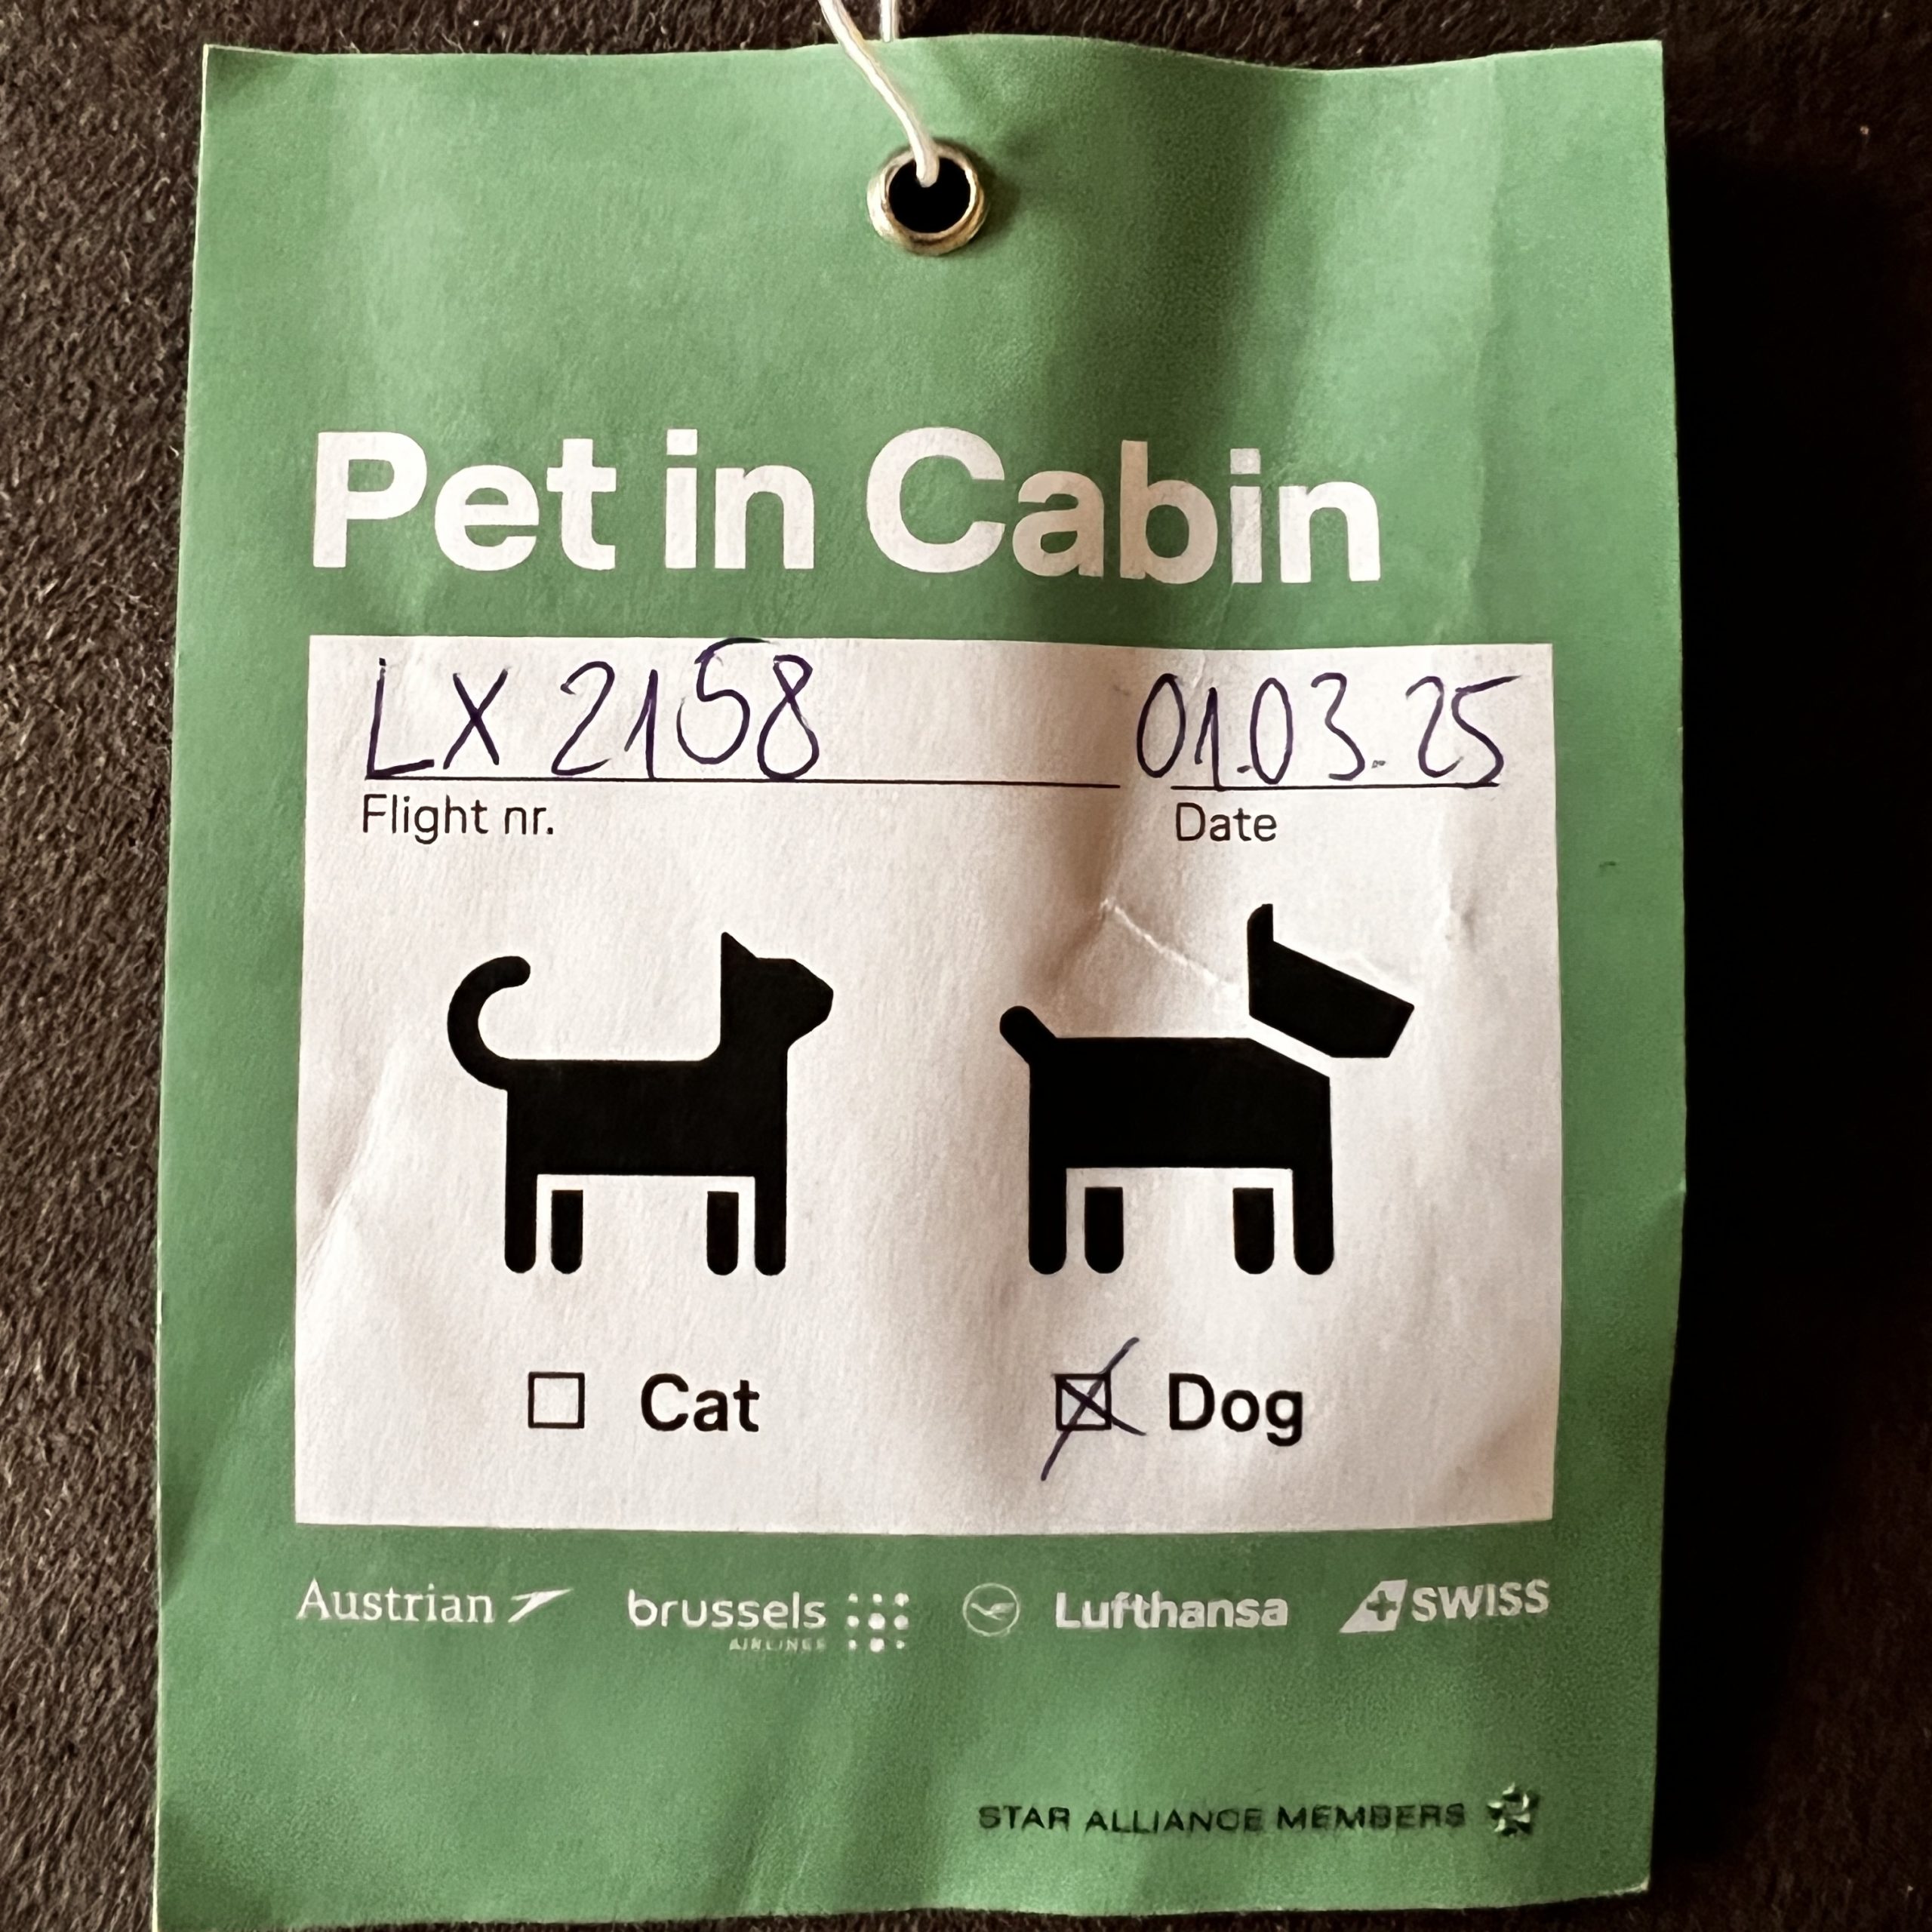 Pet in Cabin
LX 2158 01.03.25
Flight nr. Date
Cat Dog
Austrian brussels AIRLINES Lufthansa SWISS
STAR ALLIANCE MEMBERS